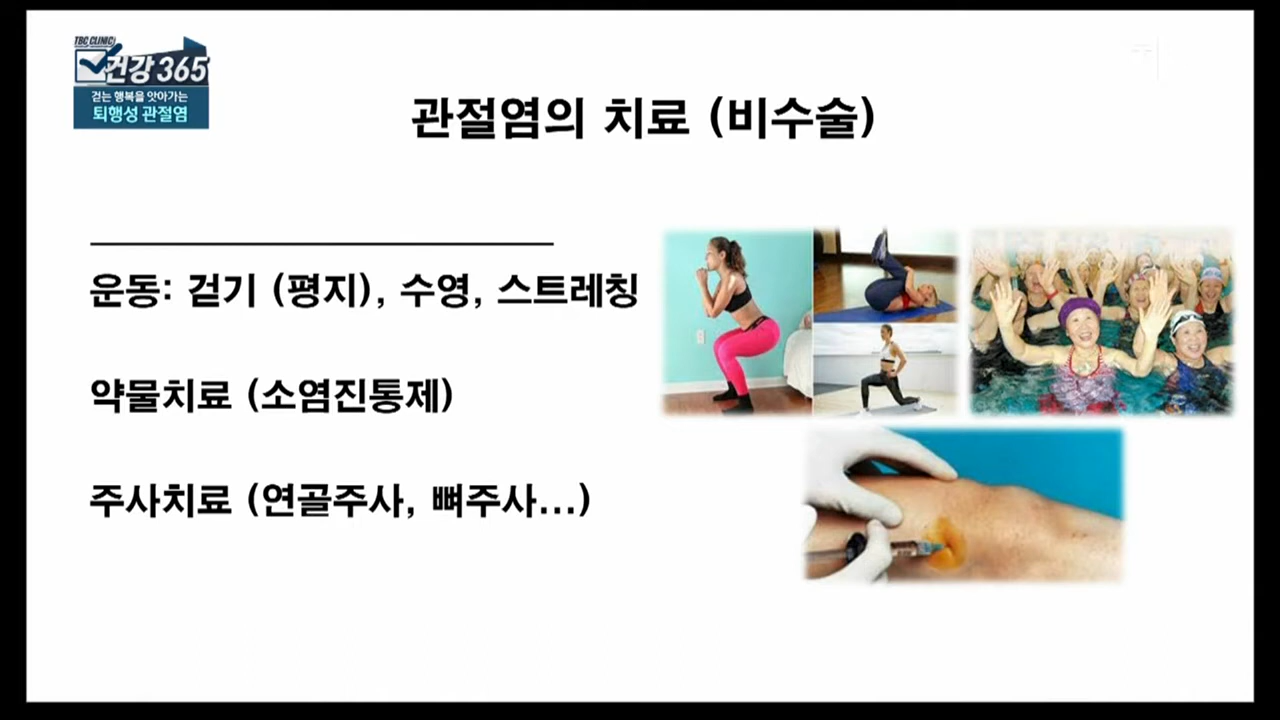 TBC CLINIC
건강 365
걷는 행복을 앗아가는
퇴행성 관절염
관절염의 치료 (비수술)
운동: 걷기 (평지), 수영, 스트레칭
약물치료 (소염진통제)
주사치료 (연골주사, 뼈주사...)